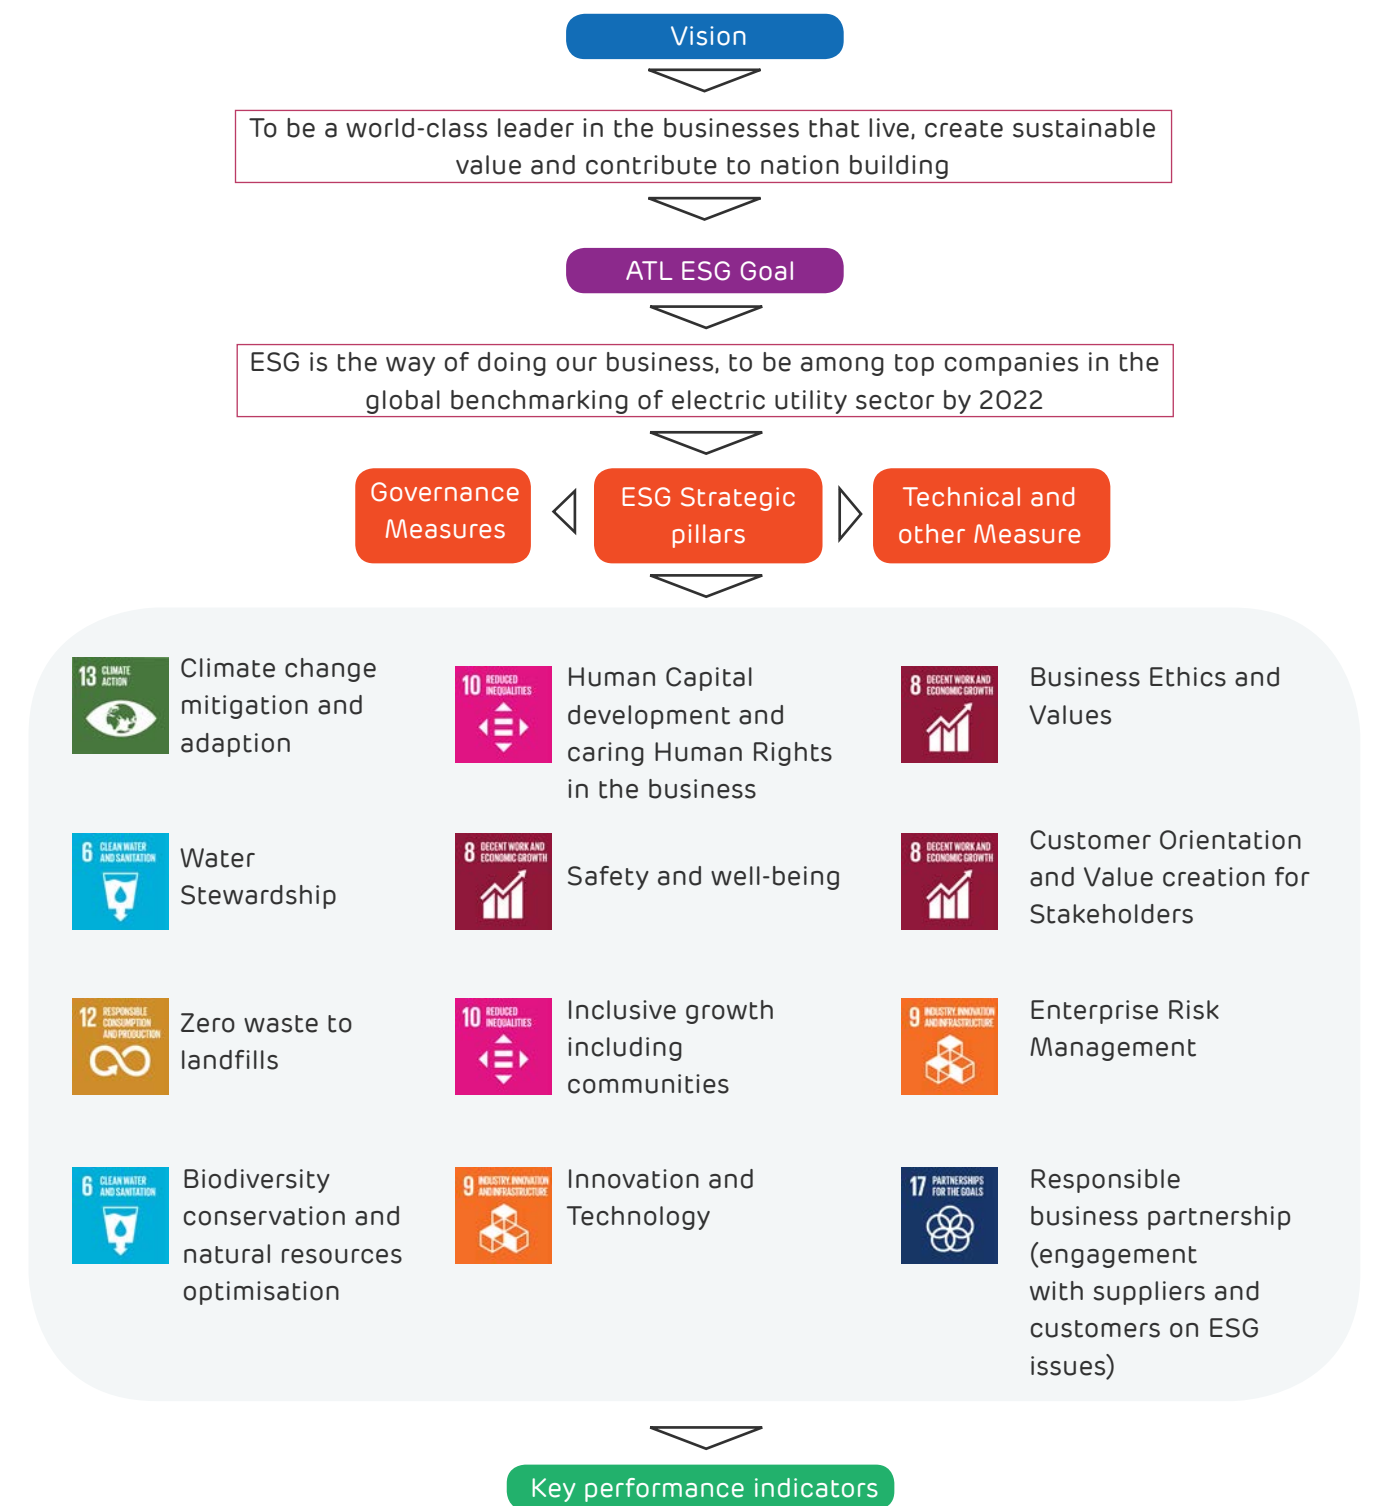 Vision
To be a world-class leader in the businesses that live, create sustainable
value and contribute to nation building
ATL ESG Goal
ESG is the way of doing our business, to be among top companies in the
global benchmarking of electric utility sector by 2022
Governance
Measures
ESG Strategic
pillars
Technical and
other Measure
13 CLIMATE
ACTION
Climate change
mitigation and
adaption
10 REDUCED
INEQUALITIES
Human Capital
development and
caring Human Rights
in the business
8 DECENT WORK AND
ECONOMIC GROWTH
Business Ethics and
Values
6 CLEAN WATER
AND SANITATION
Water
Stewardship
8 DECENT WORK AND
ECONOMIC GROWTH
Safety and well-being
8 DECENT WORK AND
ECONOMIC GROWTH
Customer Orientation
and Value creation for
Stakeholders
12 RESPONSIBLE
CONSUMPTION
AND PRODUCTION
Zero waste to
landfills
10 REDUCED
INEQUALITIES
Inclusive growth
including
communities
9 INDUSTRY, INNOVATION
AND INFRASTRUCTURE
Enterprise Risk
Management
6 CLEAN WATER
AND SANITATION
Biodiversity
conservation and
natural resources
optimisation
9 INDUSTRY, INNOVATION
AND INFRASTRUCTURE
Innovation and
Technology
17 PARTNERSHIPS
FOR THE GOALS
Responsible
business partnership
(engagement
with suppliers and
customers on ESG
issues)
Key performance indicators